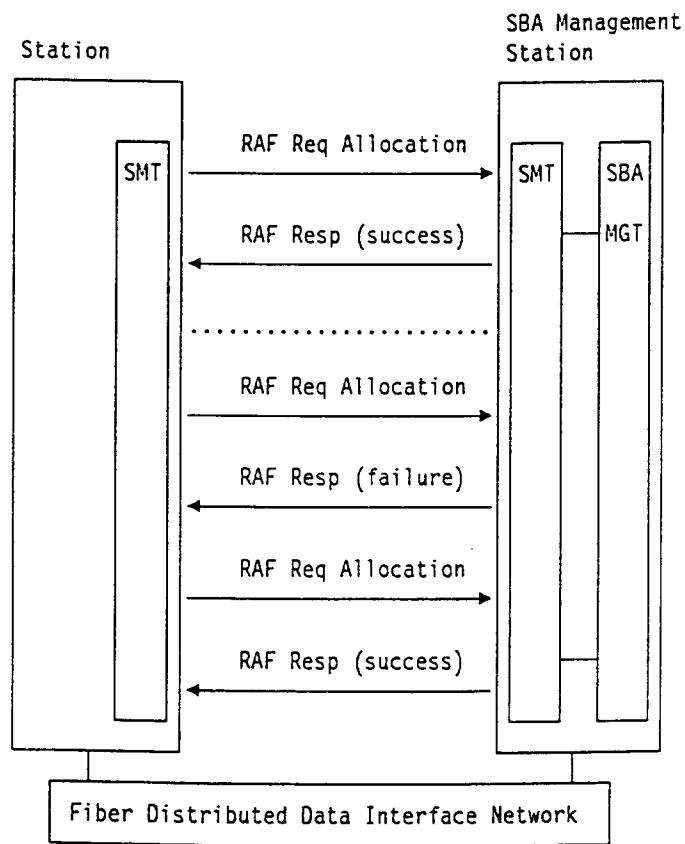 Station
SBA Management
Station
SMT
RAF Req Allocation
SMT
SBA
RAF Resp (success)
MGT
RAF Req Allocation
RAF Resp (failure)
RAF Req Allocation
RAF Resp (success)
Fiber Distributed Data Interface Network